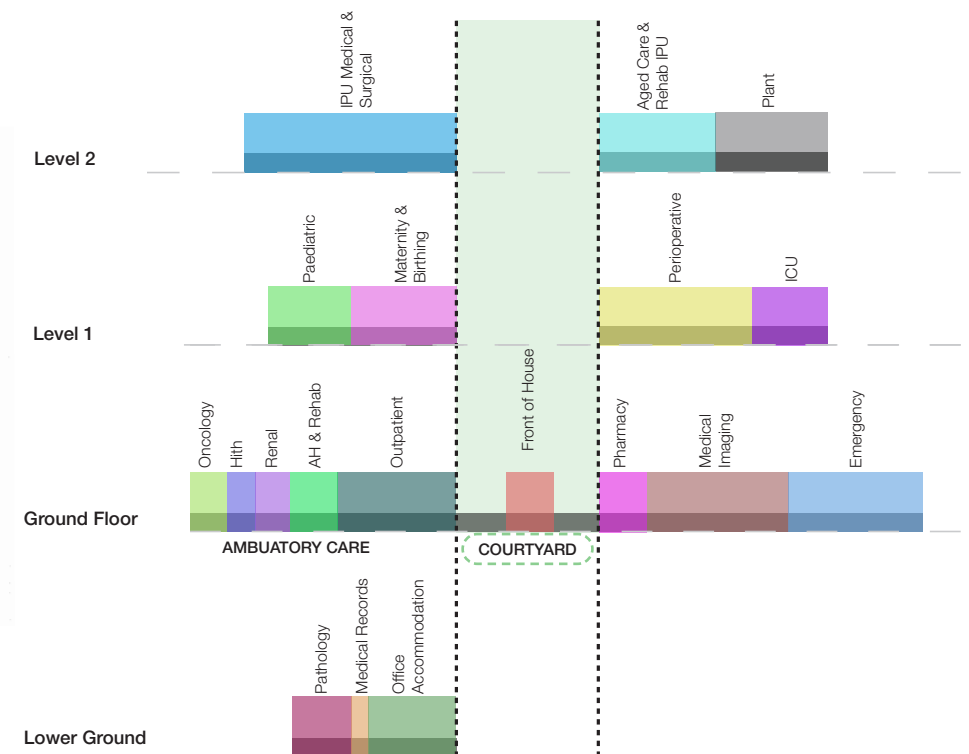 IPU Medical &
Surgical
Aged Care &
Rehab IPU
Plant
Level 2
Paediatric
Maternity &
Birthing
Perioperative
ICU
Level 1
Oncology
Hith
Renal
AH & Rehab
Outpatient
Front of House
Pharmacy
Medical
Imaging
Emergency
Ground Floor
AMBUATORY CARE
COURTYARD
Pathology
Medical Records
Office
Accommodation
Lower Ground